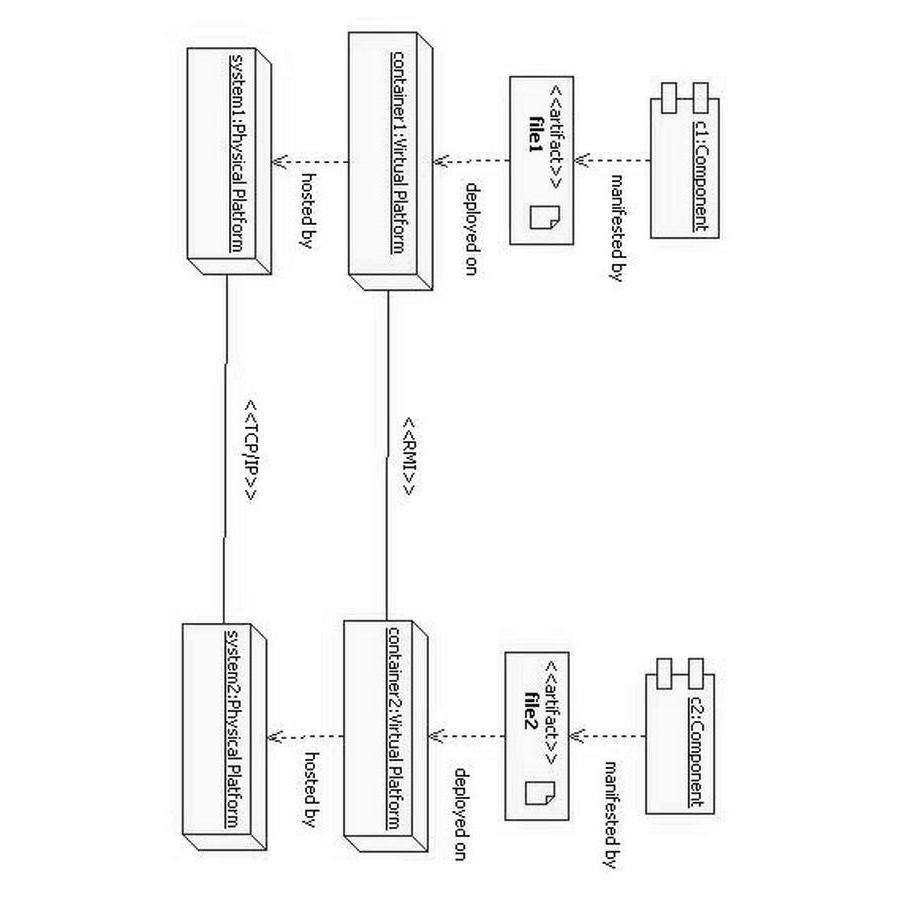 c1:Component
c2:Component
manifested by
manifested by
<<artifact>>
file1
<<artifact>>
file2
deployed on
deployed on
container1:Virtual Platform
<<RMI>>
container2:Virtual Platform
hosted by
hosted by
system1:Physical Platform
<<TCP/IP>>
system2:Physical Platform